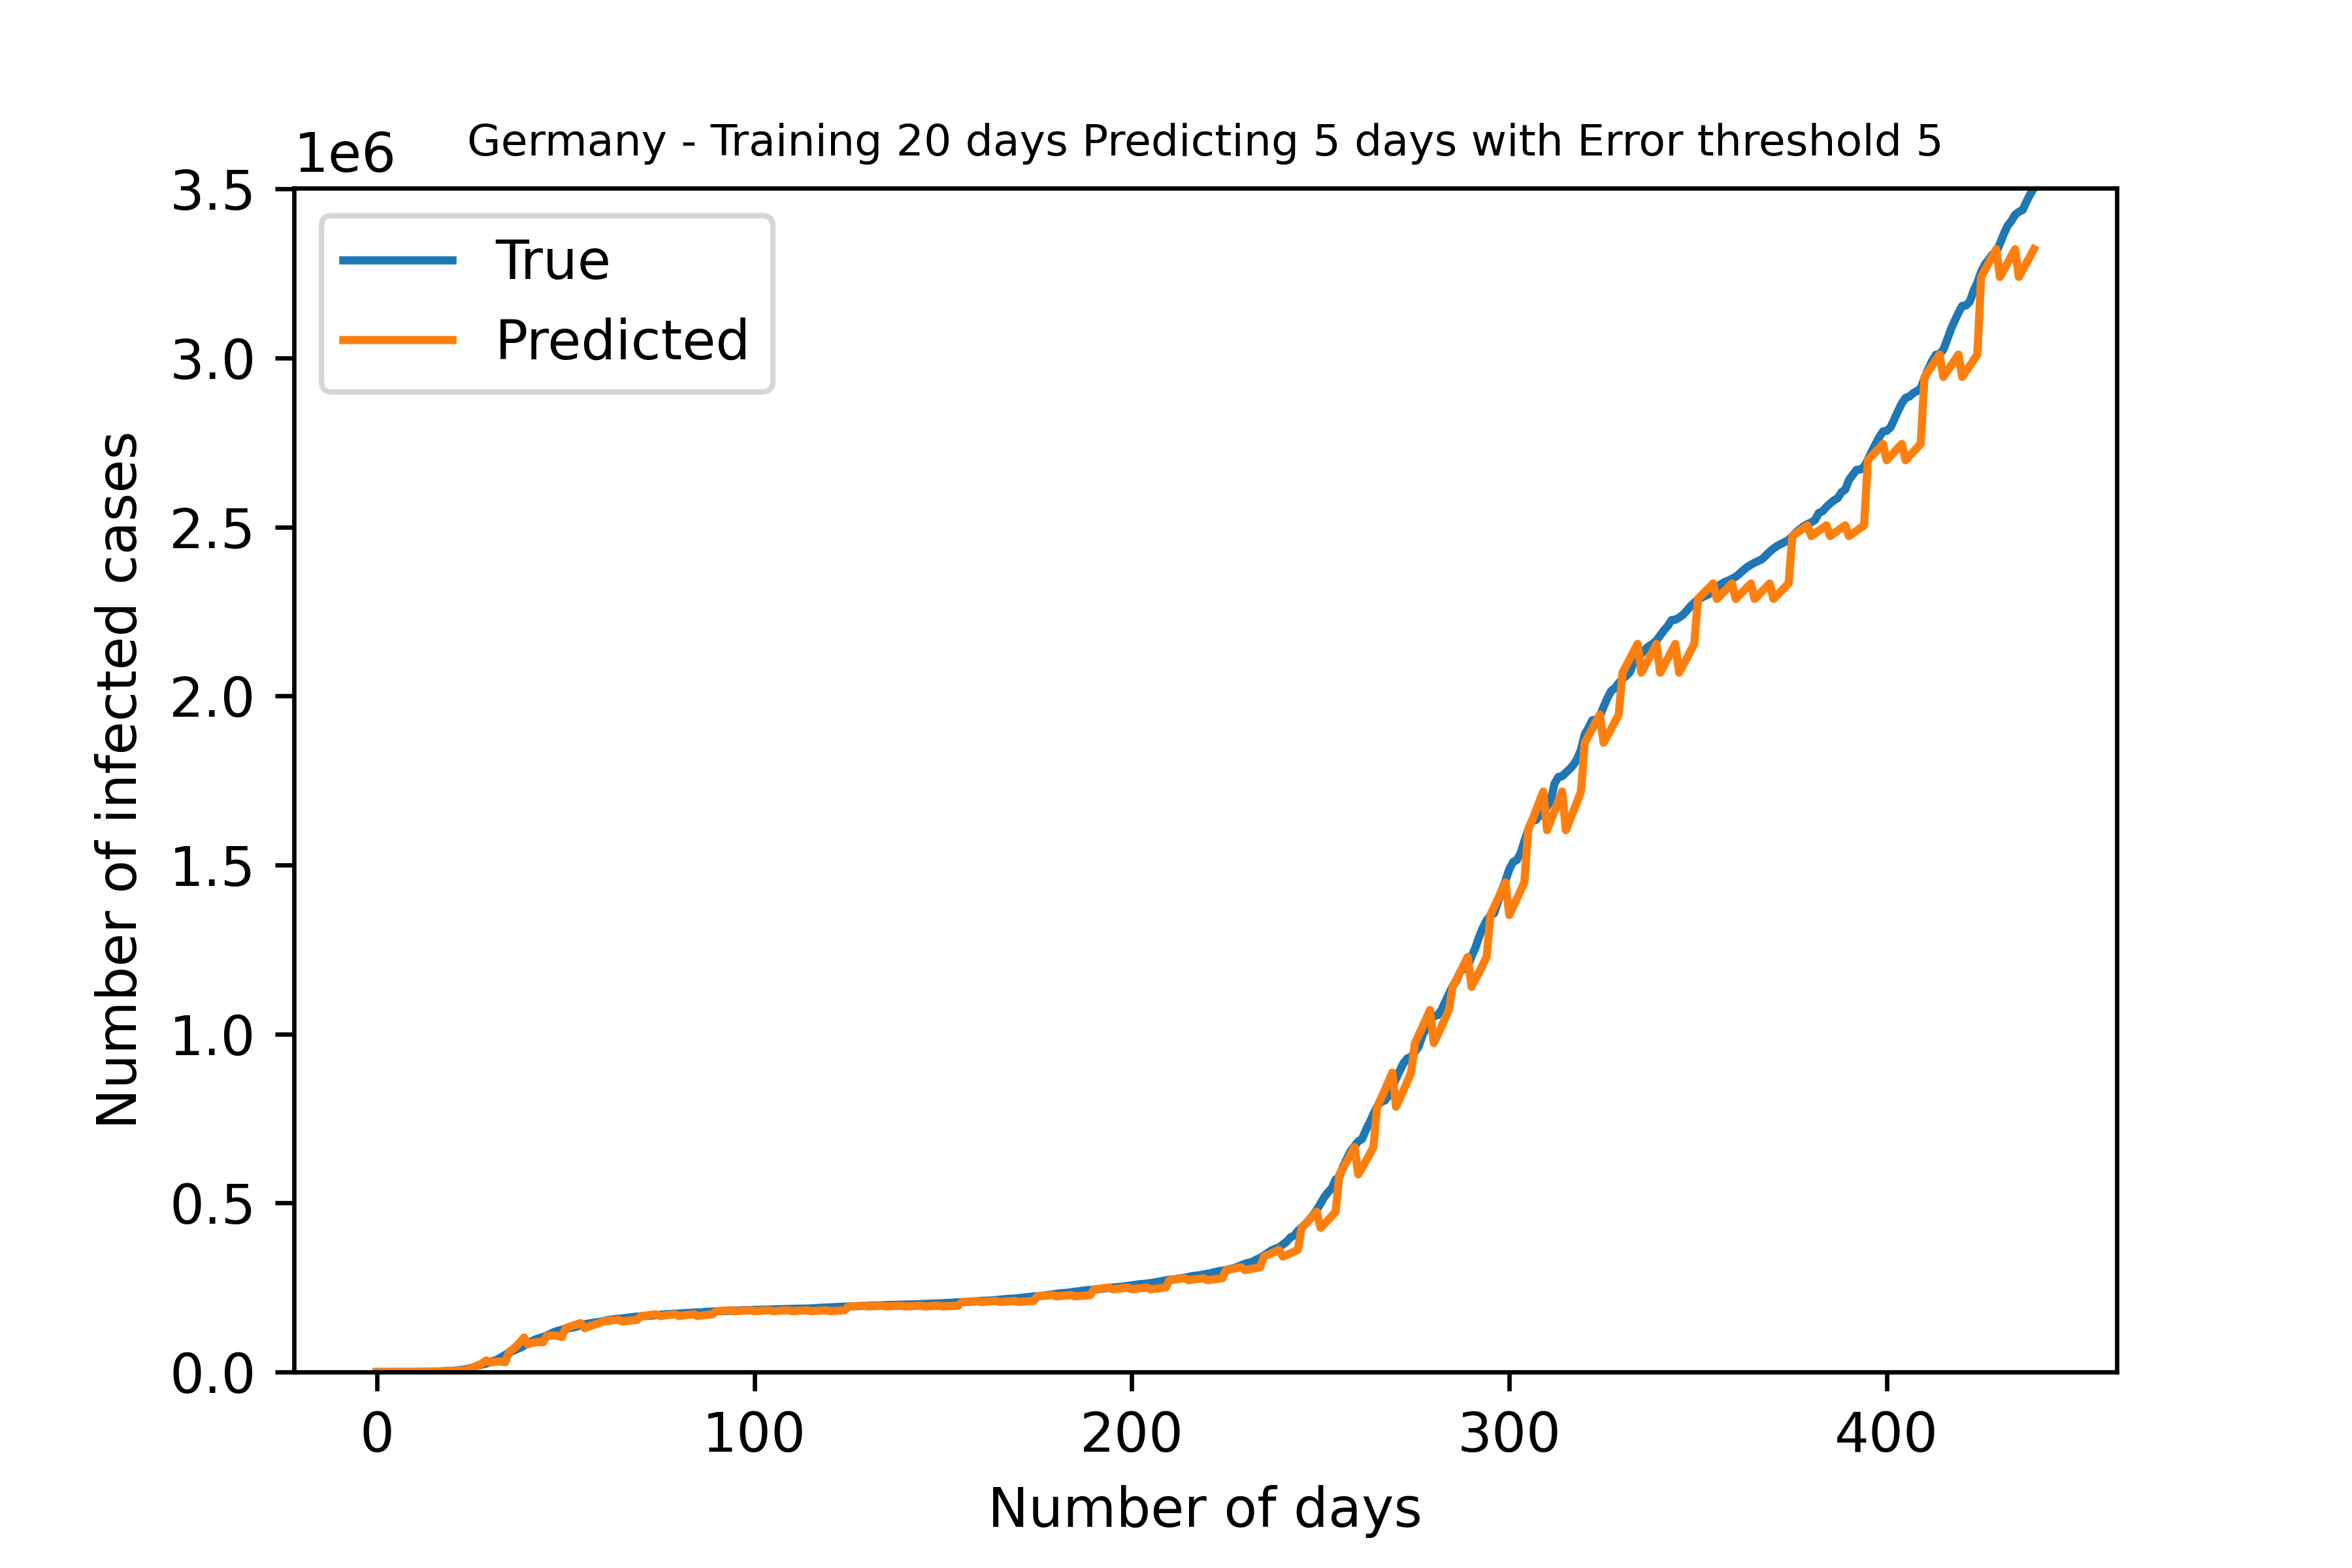 Germany - Training 20 days Predicting 5 days with Error threshold 5
1e6
3.5
3.0
2.5
2.0
1.5
1.0
0.5
0.0
Number of infected cases
True
Predicted
0 100 200 300 400
Number of days